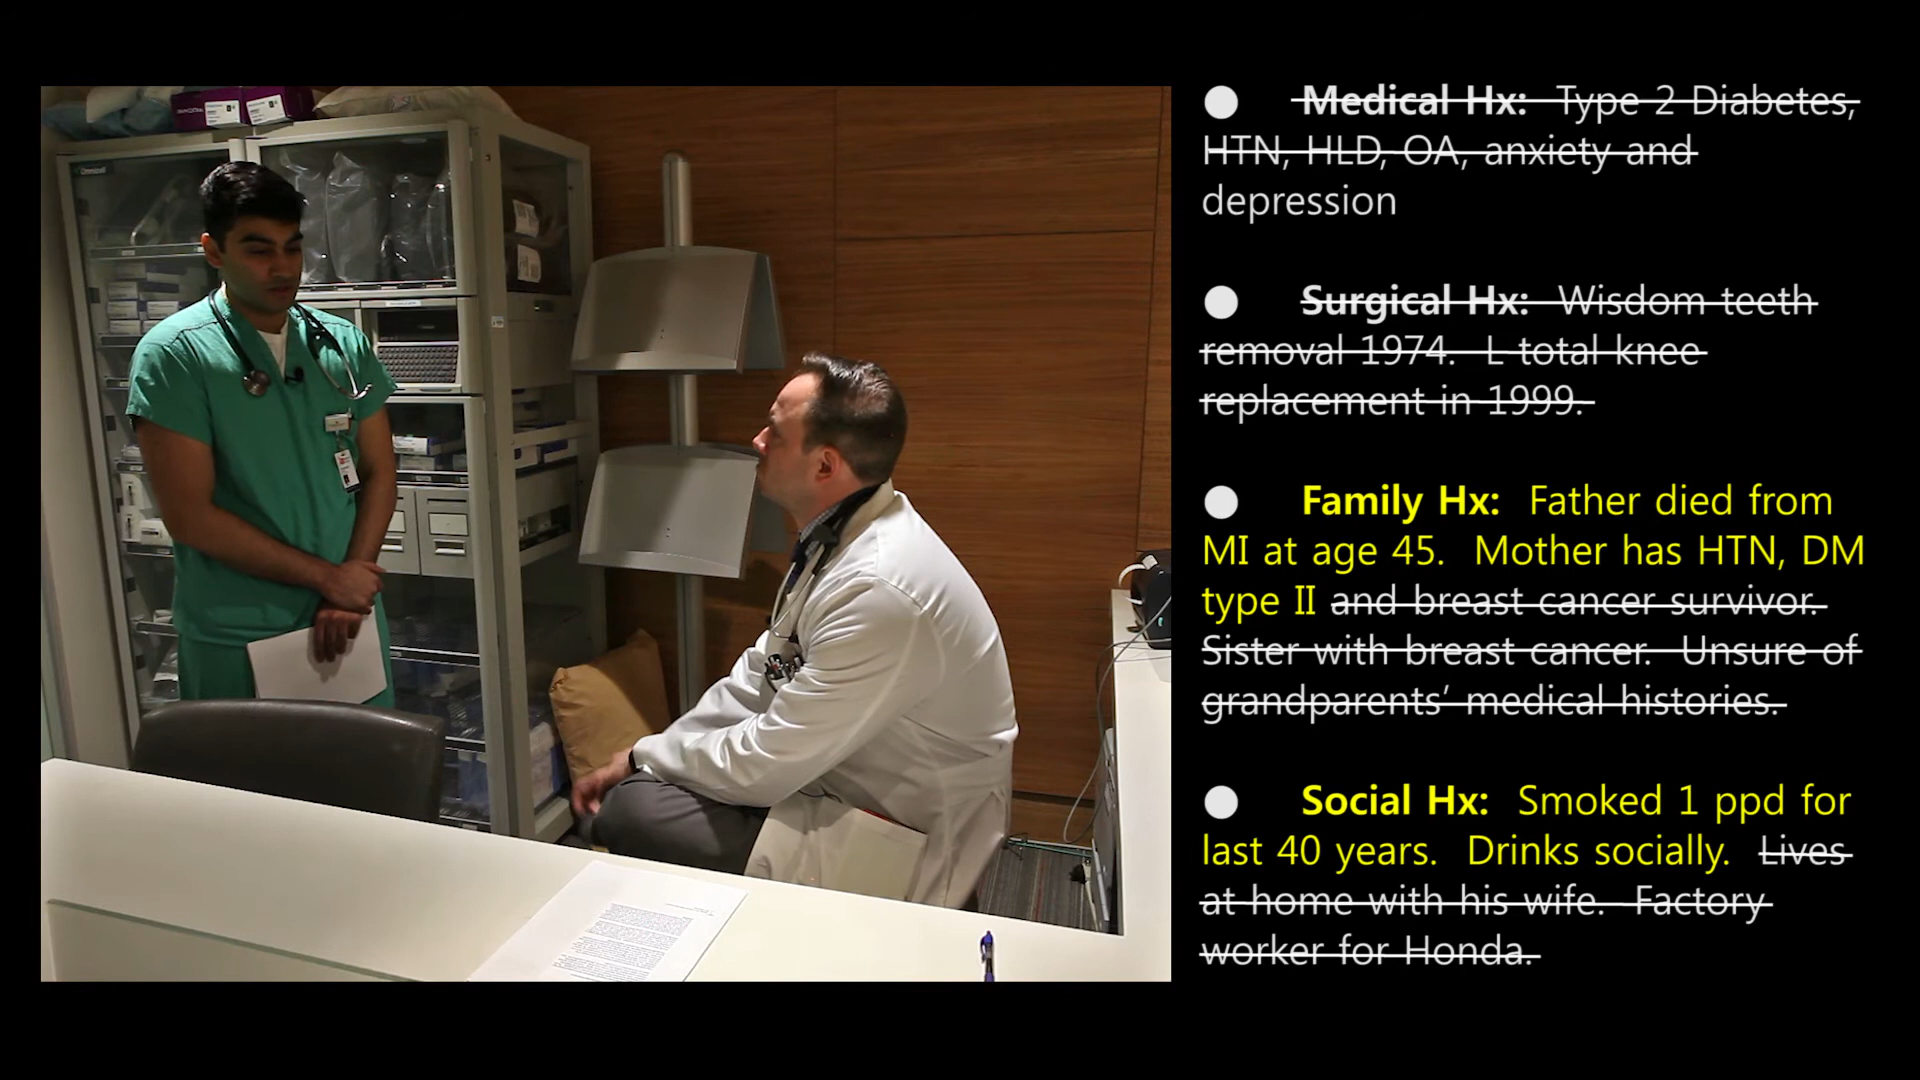 ● Medical Hx: Type 2 Diabetes,
HTN, HLD, OA, anxiety and
depression
● Surgical Hx: Wisdom teeth
removal 1974. L total knee
replacement in 1999.
● Family Hx: Father died from
MI at age 45. Mother has HTN, DM
type II and breast cancer survivor.
Sister with breast cancer. Unsure of
grandparents’ medical histories.
● Social Hx: Smoked 1 ppd for
last 40 years. Drinks socially. Lives
at home with his wife. Factory
worker for Honda.
Omnicell